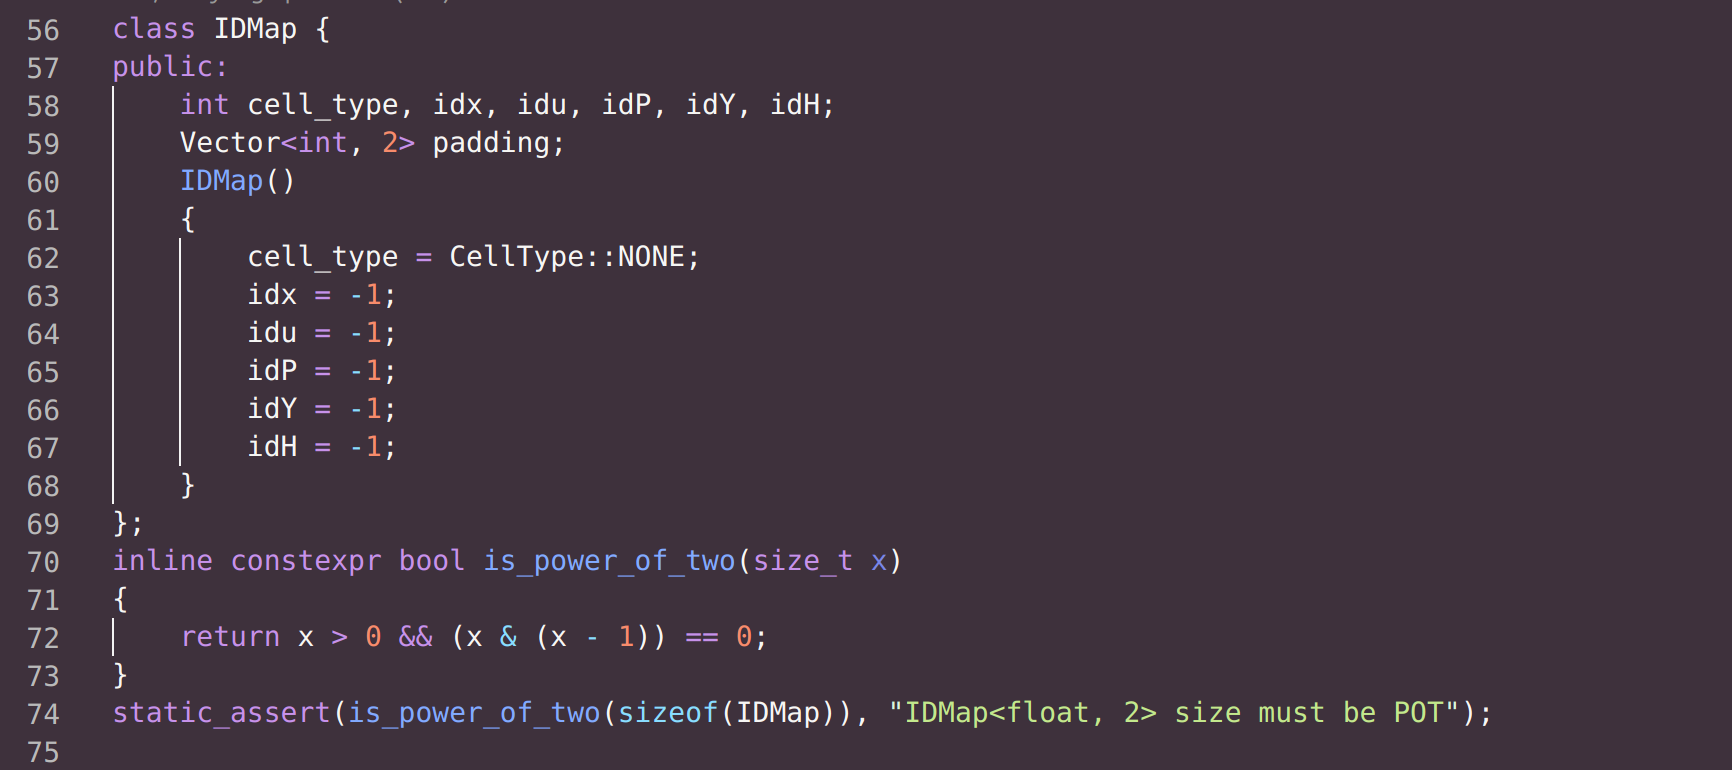 56 class IDMap {
57 public:
58     int cell_type, idx, idu, idP, idY, idH;
59     Vector<int, 2> padding;
60     IDMap()
61     {
62         cell_type = CellType::NONE;
63         idx = -1;
64         idu = -1;
65         idP = -1;
66         idY = -1;
67         idH = -1;
68     }
69 };
70 inline constexpr bool is_power_of_two(size_t x)
71 {
72     return x > 0 && (x & (x - 1)) == 0;
73 }
74 static_assert(is_power_of_two(sizeof(IDMap)), "IDMap<float, 2> size must be POT");
75